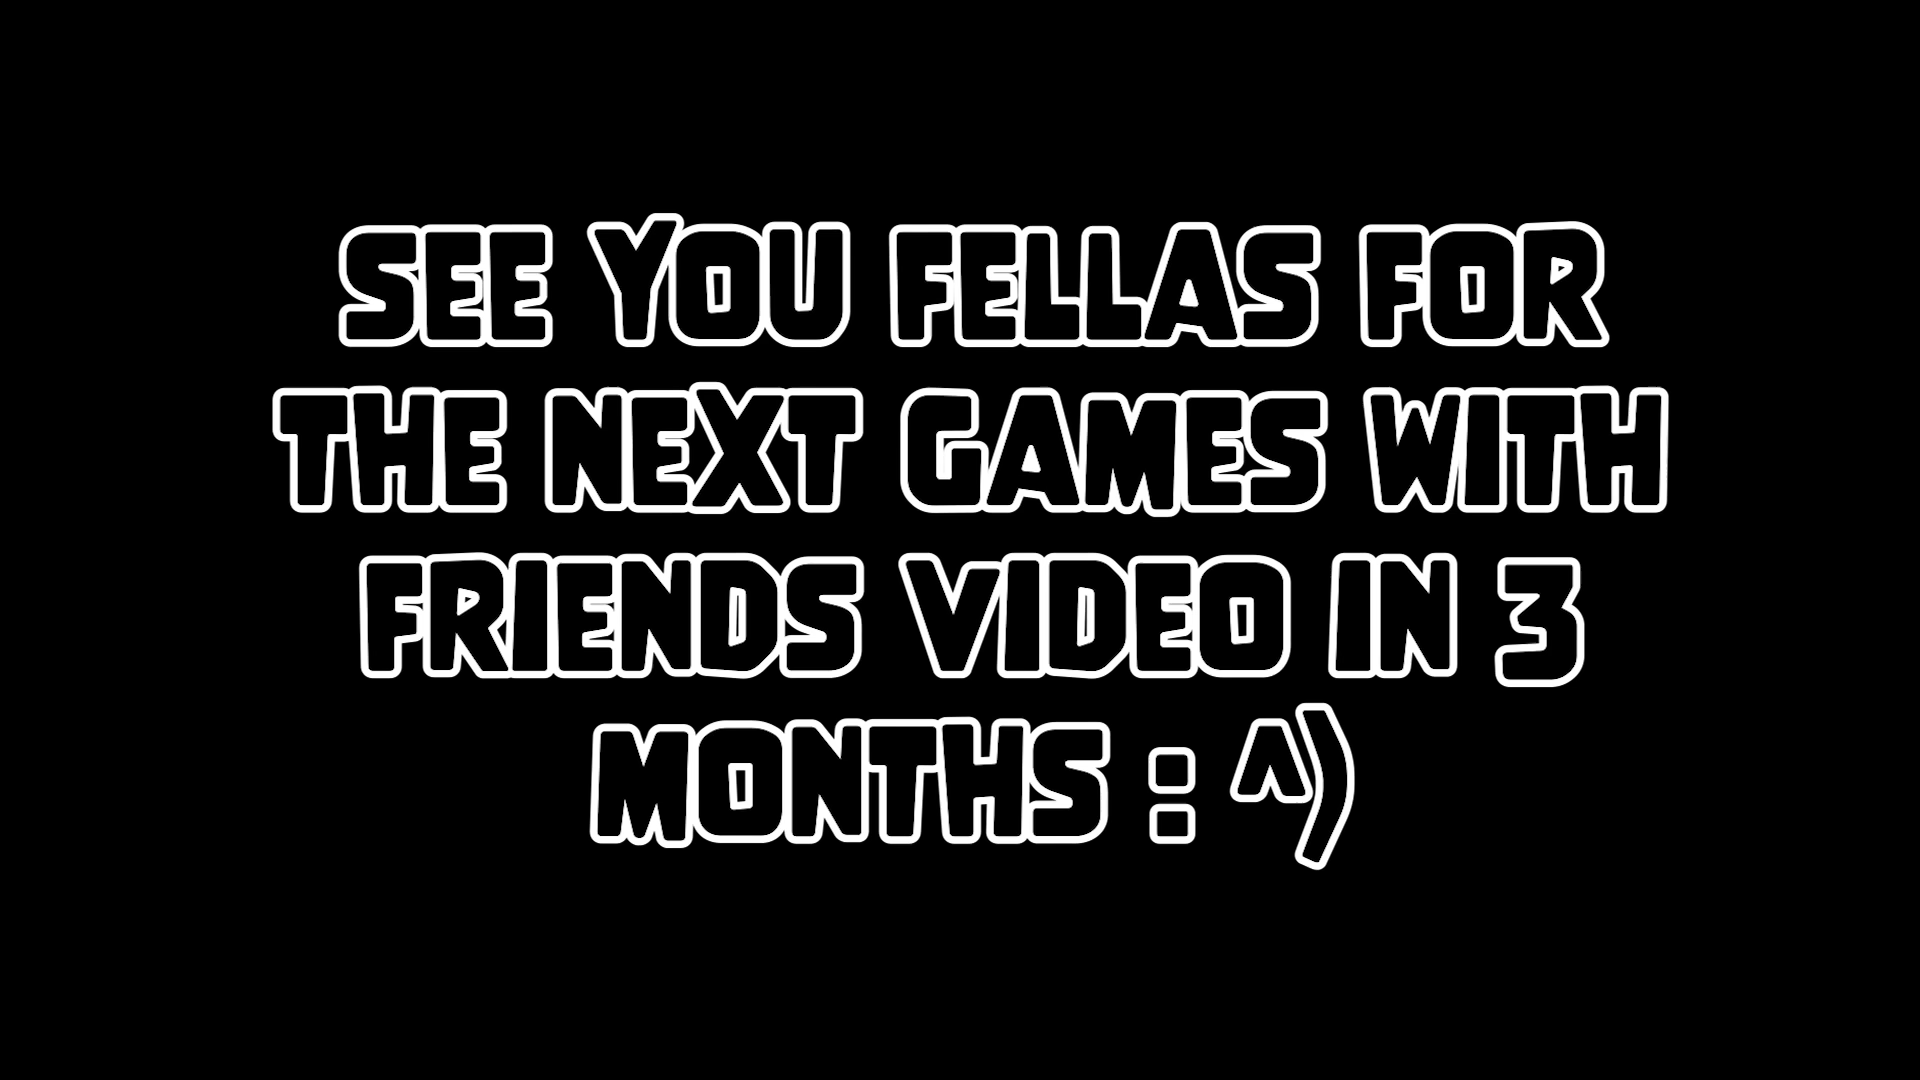 SEE YOU FELLAS FOR
THE NEXT GAMES WITH
FRIENDS VIDEO IN 3
MONTHS : ^)